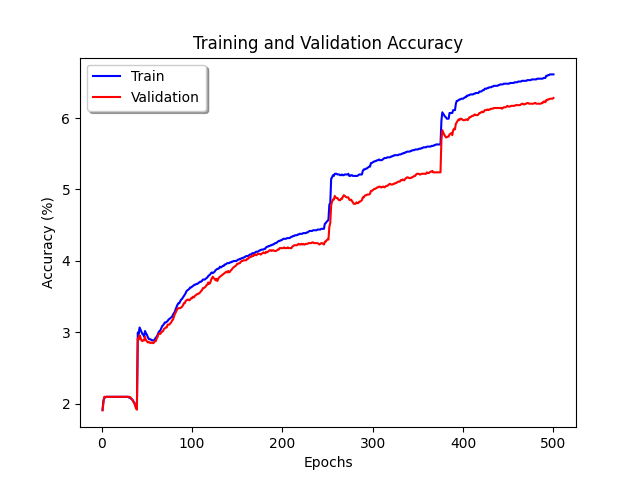 Training and Validation Accuracy
Train
Validation
Accuracy (%)
6
5
4
3
2
0 100 200 300 400 500
Epochs